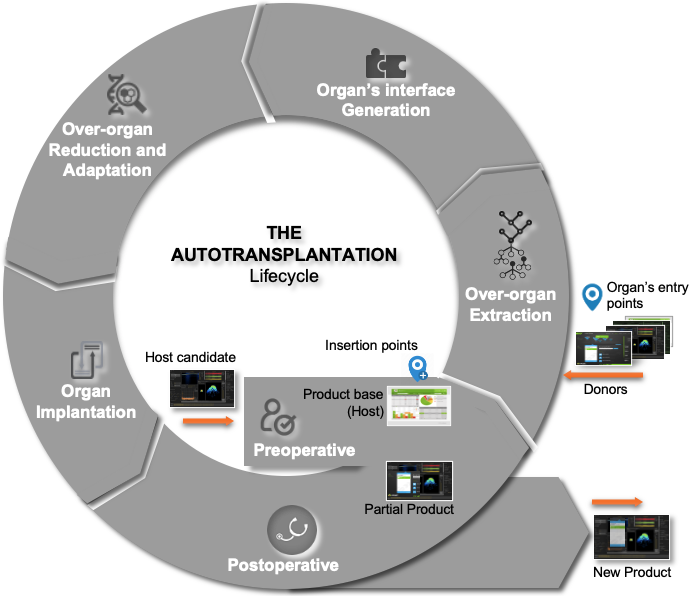 Organ's interface
Generation
Over-organ
Reduction and
Adaptation
THE
AUTOTRANSPLANTATION
Lifecycle
Over-organ
Extraction
Organ's entry
points
Donors
Insertion points
Host candidate
Product base
(Host)
Preoperative
Organ
Implantation
Partial Product
Postoperative
New Product